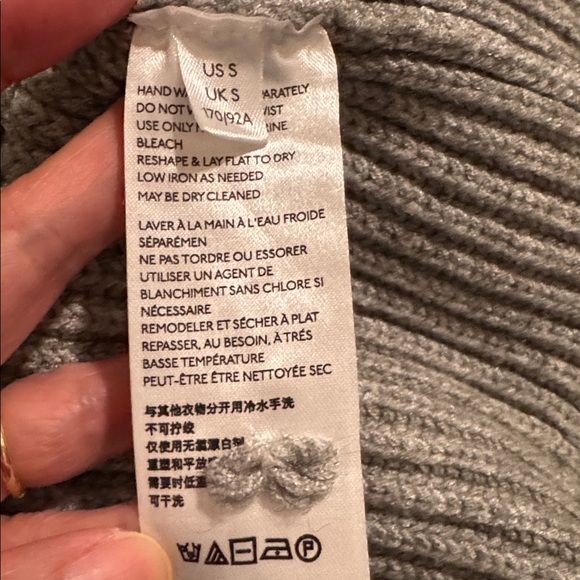 US S
UK S
170/92A
HAND
DO NOT
USE ONLY
BLEACH
RESHAPE & LAY FLAT TO DRY
LOW IRON AS NEEDED
MAY BE DRY CLEANED
LAVER À LA MAIN À L'EAU FROIDE
SÉPARÉMEN
NE PAS TORDRE OU ESSORER
UTILISER UN AGENT DE
BLANCHIMENT SANS CHLORE SI
NÉCESSAIRE
REMODELER ET SÉCHER À PLAT
REPASSER, AU BESOIN, À TRÉS
BASSE TEMPÉRATURE
PEUT-ÊTRE ÊTRE NETTOYÉE SEC
与其他衣物分开用冷水手洗
不可拧绞
仅使用无氯漂白剂
重塑和平放
需要时低温
可干洗
P